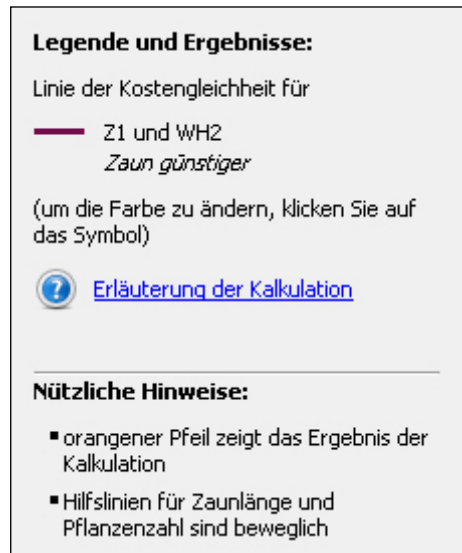 Legende und Ergebnisse:
Linie der Kostengleichheit für
Z1 und WH2
Zaun günstiger
(um die Farbe zu ändern, klicken Sie auf
das Symbol)
? Erläuterung der Kalkulation
Nützliche Hinweise:
▪ orangener Pfeil zeigt das Ergebnis der
Kalkulation
▪ Hilfslinien für Zaunlänge und
Pflanzenzahl sind beweglich